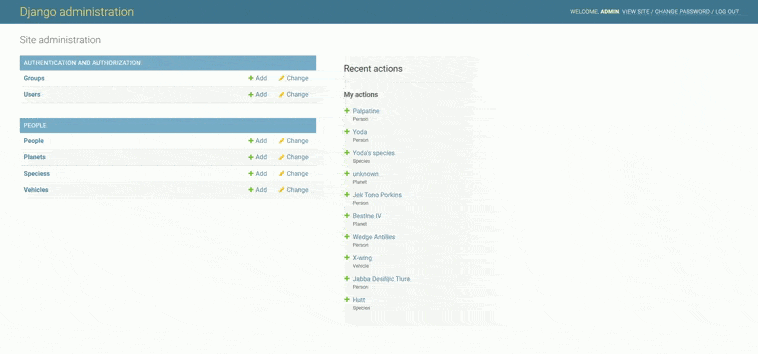 Django administration
WELCOME, ADMIN. VIEW SITE / CHANGE PASSWORD / LOG OUT
Site administration
AUTHENTICATION AND AUTHORIZATION
Groups + Add Change
Users + Add Change
PEOPLE
People + Add Change
Planets + Add Change
Speciess + Add Change
Vehicles + Add Change
Recent actions
My actions
+ Palpatine
Person
+ Yoda
Person
+ Yoda's species
Species
+ unknown
Planet
+ Jek Tono Porkins
Person
+ Bestine IV
Planet
+ Wedge Antilles
Person
+ X-wing
Vehicle
+ Jabba Desilijic Tiure
Person
+ Hutt
Species